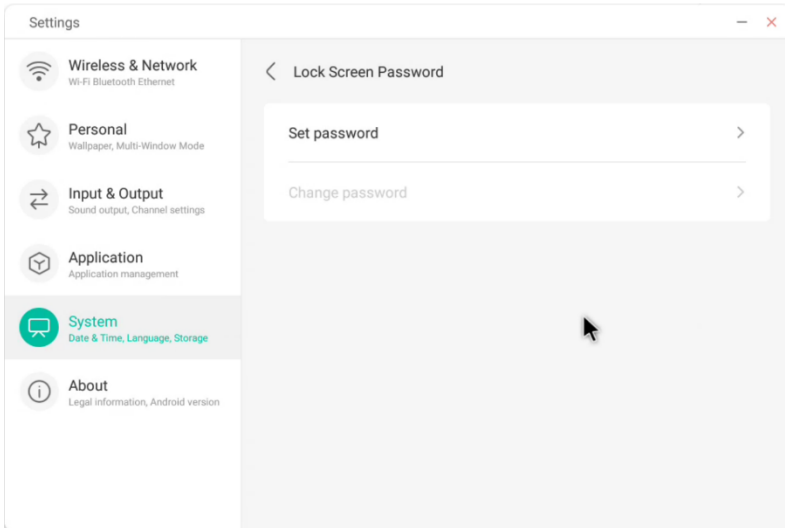 Settings
Wireless & Network
Wi-Fi Bluetooth Ethernet
Personal
Wallpaper, Multi-Window Mode
Input & Output
Sound output, Channel settings
Application
Application management
System
Date & Time, Language, Storage
About
Legal information, Android version
Lock Screen Password
Set password
Change password